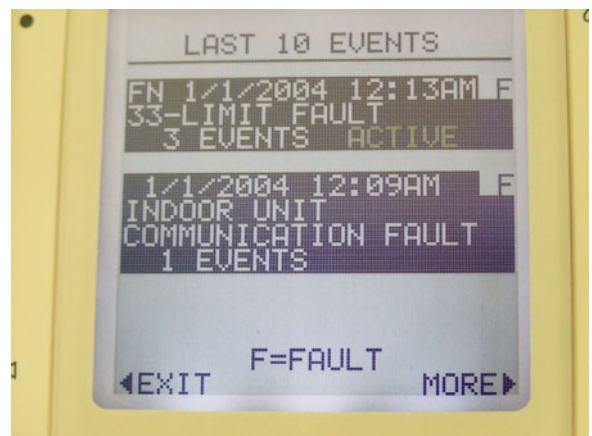 LAST 10 EVENTS
FN 1/1/2004 12:13AM F
33-LIMIT FAULT
3 EVENTS ACTIVE
1/1/2004 12:09AM F
INDOOR UNIT
COMMUNICATION FAULT
1 EVENTS
F=FAULT
EXIT MORE